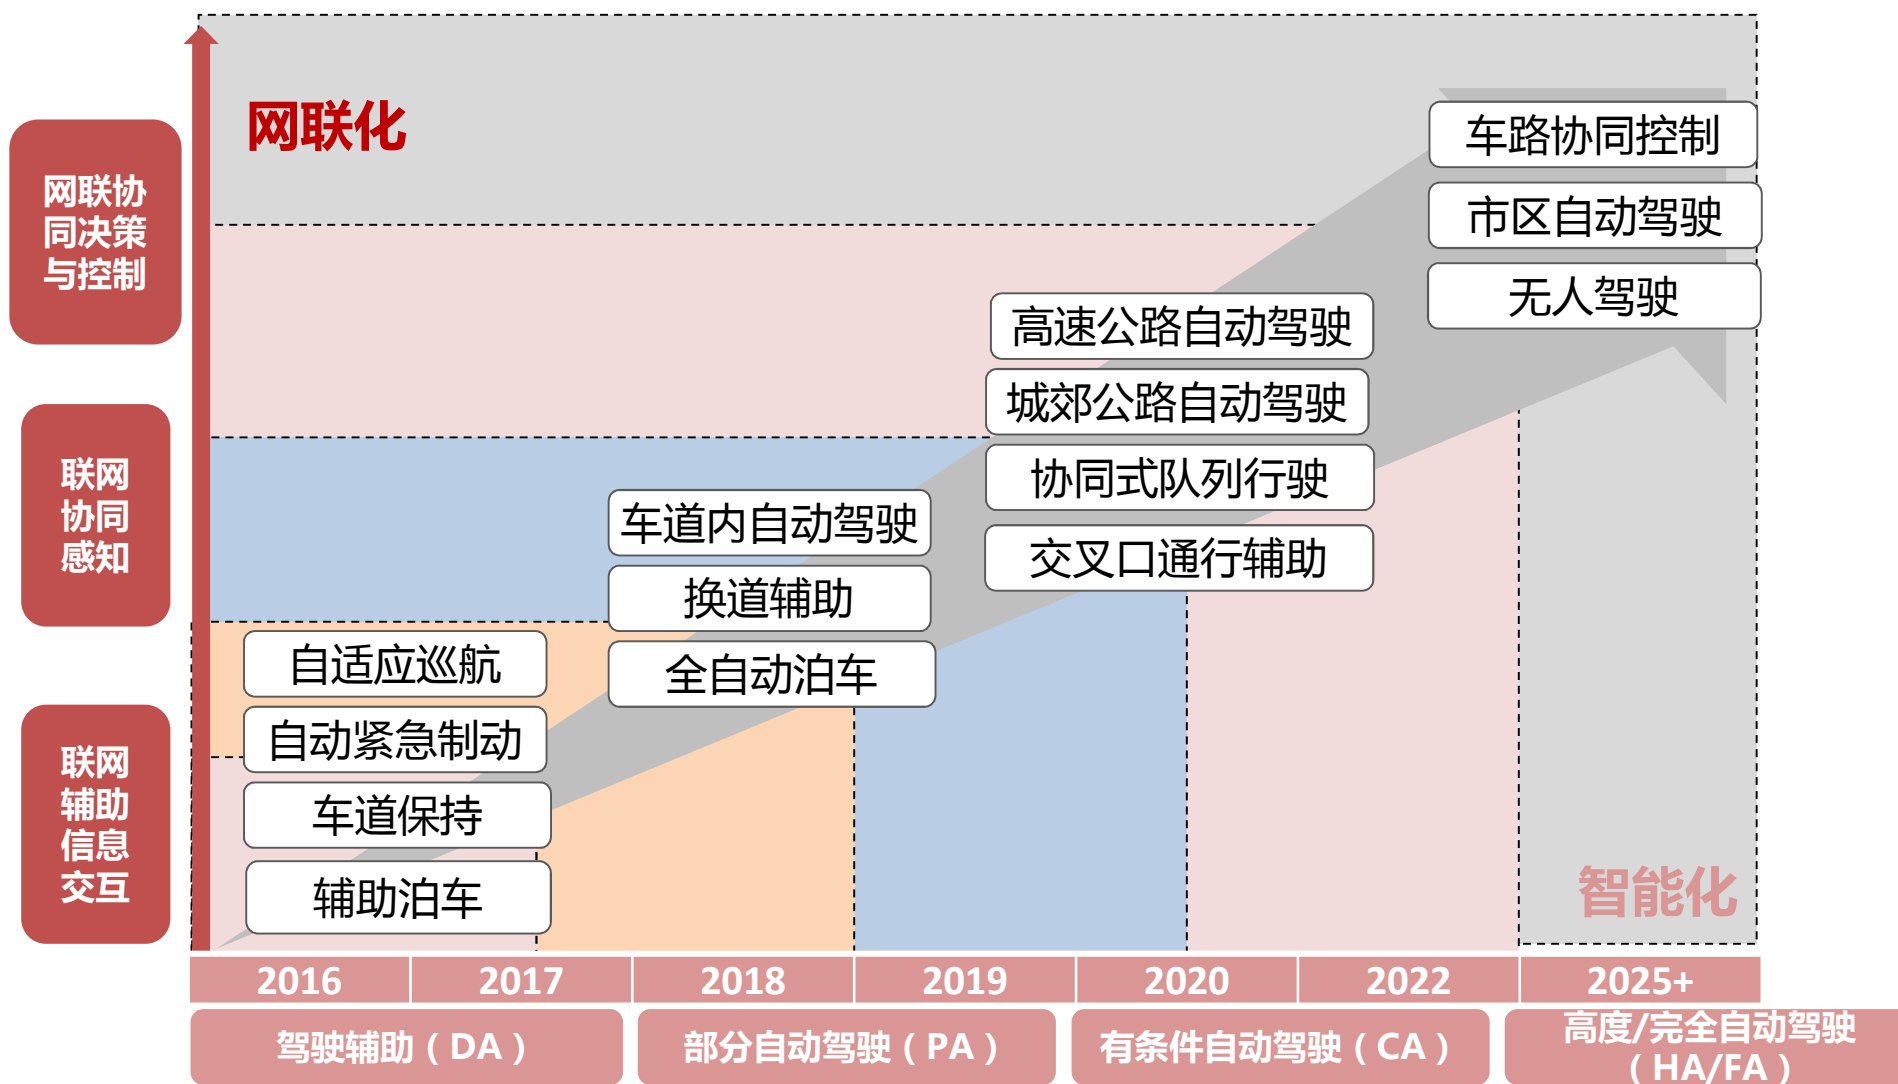 网联化
网联协
同决策
与控制
联网
协同
感知
联网
辅助
信息
交互
车路协同控制
市区自动驾驶
无人驾驶
高速公路自动驾驶
城郊公路自动驾驶
协同式队列行驶
交叉口通行辅助
车道内自动驾驶
换道辅助
全自动泊车
自适应巡航
自动紧急制动
车道保持
辅助泊车
智能化
2016 2017 2018 2019 2020 2022 2025+
驾驶辅助（DA）
部分自动驾驶（PA）
有条件自动驾驶（CA）
高度/完全自动驾驶
（HA/FA）